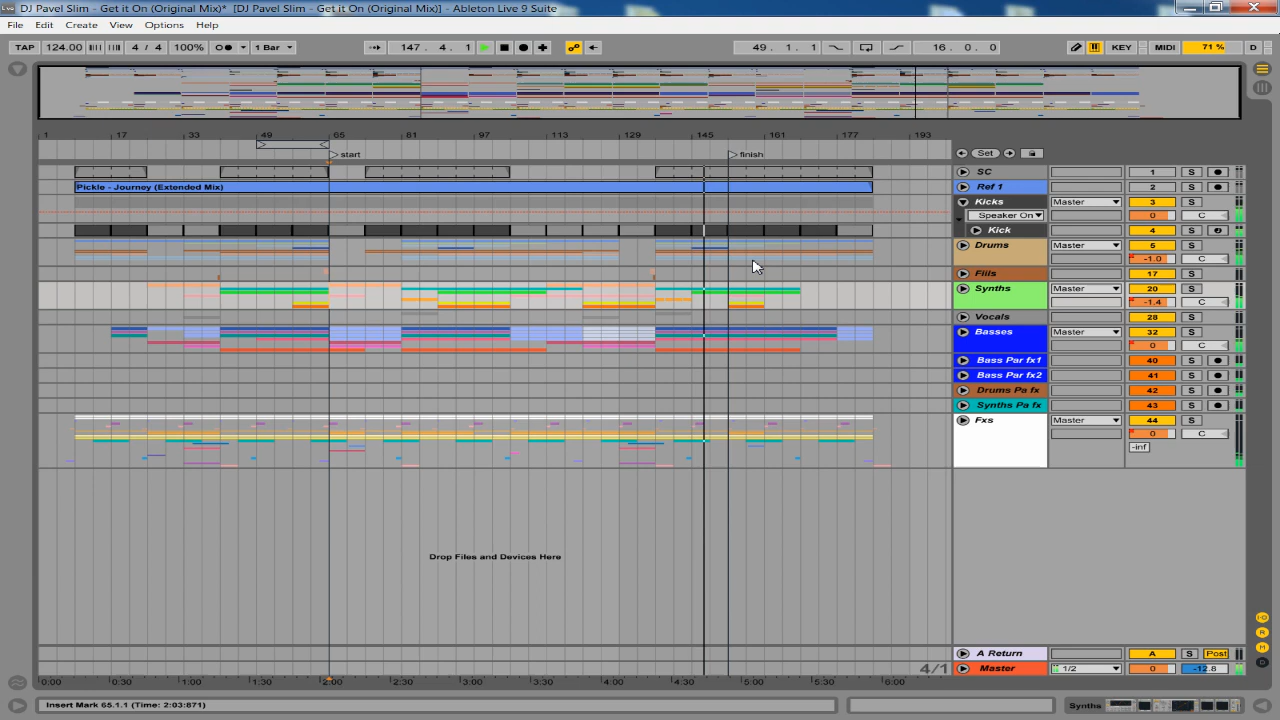 DJ Pavel Slim - Get it On (Original Mix)* [DJ Pavel Slim - Get it On (Original Mix)] - Ableton Live 9 Suite
File Edit Create View Options Help
TAP 124.00 4 / 4 100% 1 Bar 147 . 4 . 1 49 . 1 . 1 16 . 0 . 0 KEY MIDI 71 % D
1 17 33 49 65 81 97 113 129 145 161 177 193
start finish Set
SC 1 S
Pickle - Journey (Extended Mix) Ref 1 2 S
Kicks Master 3 S
Speaker On 0 C
Kick 4 S
Drums Master 5 S
-1.0 C
Fills 17 S
Synths Master 20 S
-1.4 C
Vocals 28 S
Basses Master 32 S
0 C
Bass Par fx1 40 S
Bass Par fx2 41 S
Drums Pa fx 42 S
Synths Pa fx 43 S
Fxs Master 44 S
0 C
-inf
Drop Files and Devices Here
I-O
R
M
D
A Return A S Post
4/1 Master 1/2 0 -12.8
0:00 0:30 1:00 1:30 2:00 2:30 3:00 3:30 4:00 4:30 5:00 5:30 6:00
Insert Mark 65.1.1 (Time: 2:03:871) Synths